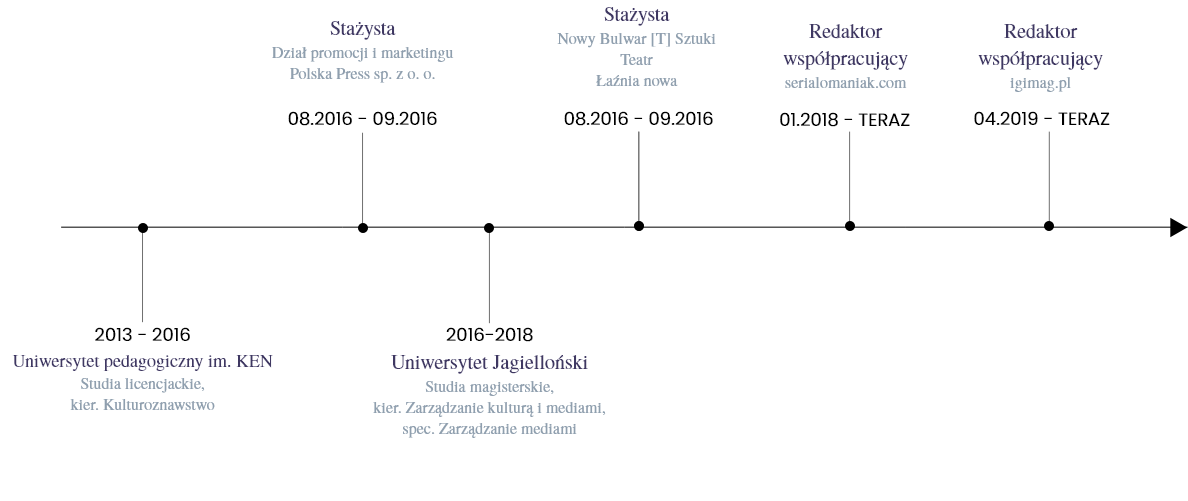 Stażysta
Dział promocji i marketingu
Polska Press sp. z o. o.
08.2016 - 09.2016
Stażysta
Nowy Bulwar [T] Sztuki
Teatr
Łaźnia nowa
08.2016 - 09.2016
Redaktor
współpracujący
serialomaniak.com
01.2018 - TERAZ
Redaktor
współpracujący
igimag.pl
04.2019 - TERAZ
2013 - 2016
Uniwersytet pedagogiczny im. KEN
Studia licencjackie,
kier. Kulturoznawstwo
2016-2018
Uniwersytet Jagielloński
Studia magisterskie,
kier. Zarządzanie kulturą i mediami,
spec. Zarządzanie mediami